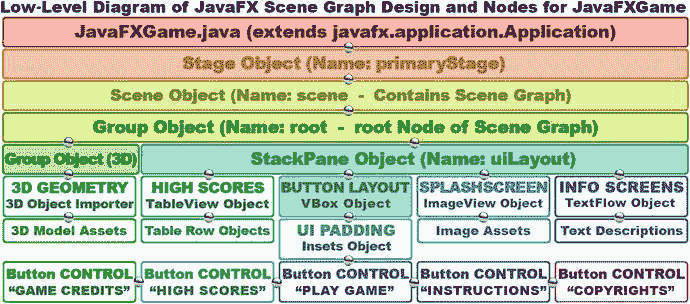 Low-Level Diagram of JavaFX Scene Graph Design and Nodes for JavaFXGame
JavaFXGame.java (extends javafx.application.Application)
Stage Object (Name: primaryStage)
Scene Object (Name: scene - Contains Scene Graph)
Group Object (Name: root - root Node of Scene Graph)
Group Object (3D)
StackPane Object (Name: uiLayout)
3D GEOMETRY
3D Object Importer
HIGH SCORES
TableView Object
BUTTON LAYOUT
VBox Object
SPLASHSCREEN
ImageView Object
INFO SCREENS
TextFlow Object
3D Model Assets
Table Row Objects
UI PADDING
Insets Object
Image Assets
Text Descriptions
Button CONTROL
“GAME CREDITS”
Button CONTROL
“HIGH SCORES”
Button CONTROL
“PLAY GAME”
Button CONTROL
“INSTRUCTIONS”
Button CONTROL
“COPYRIGHTS”